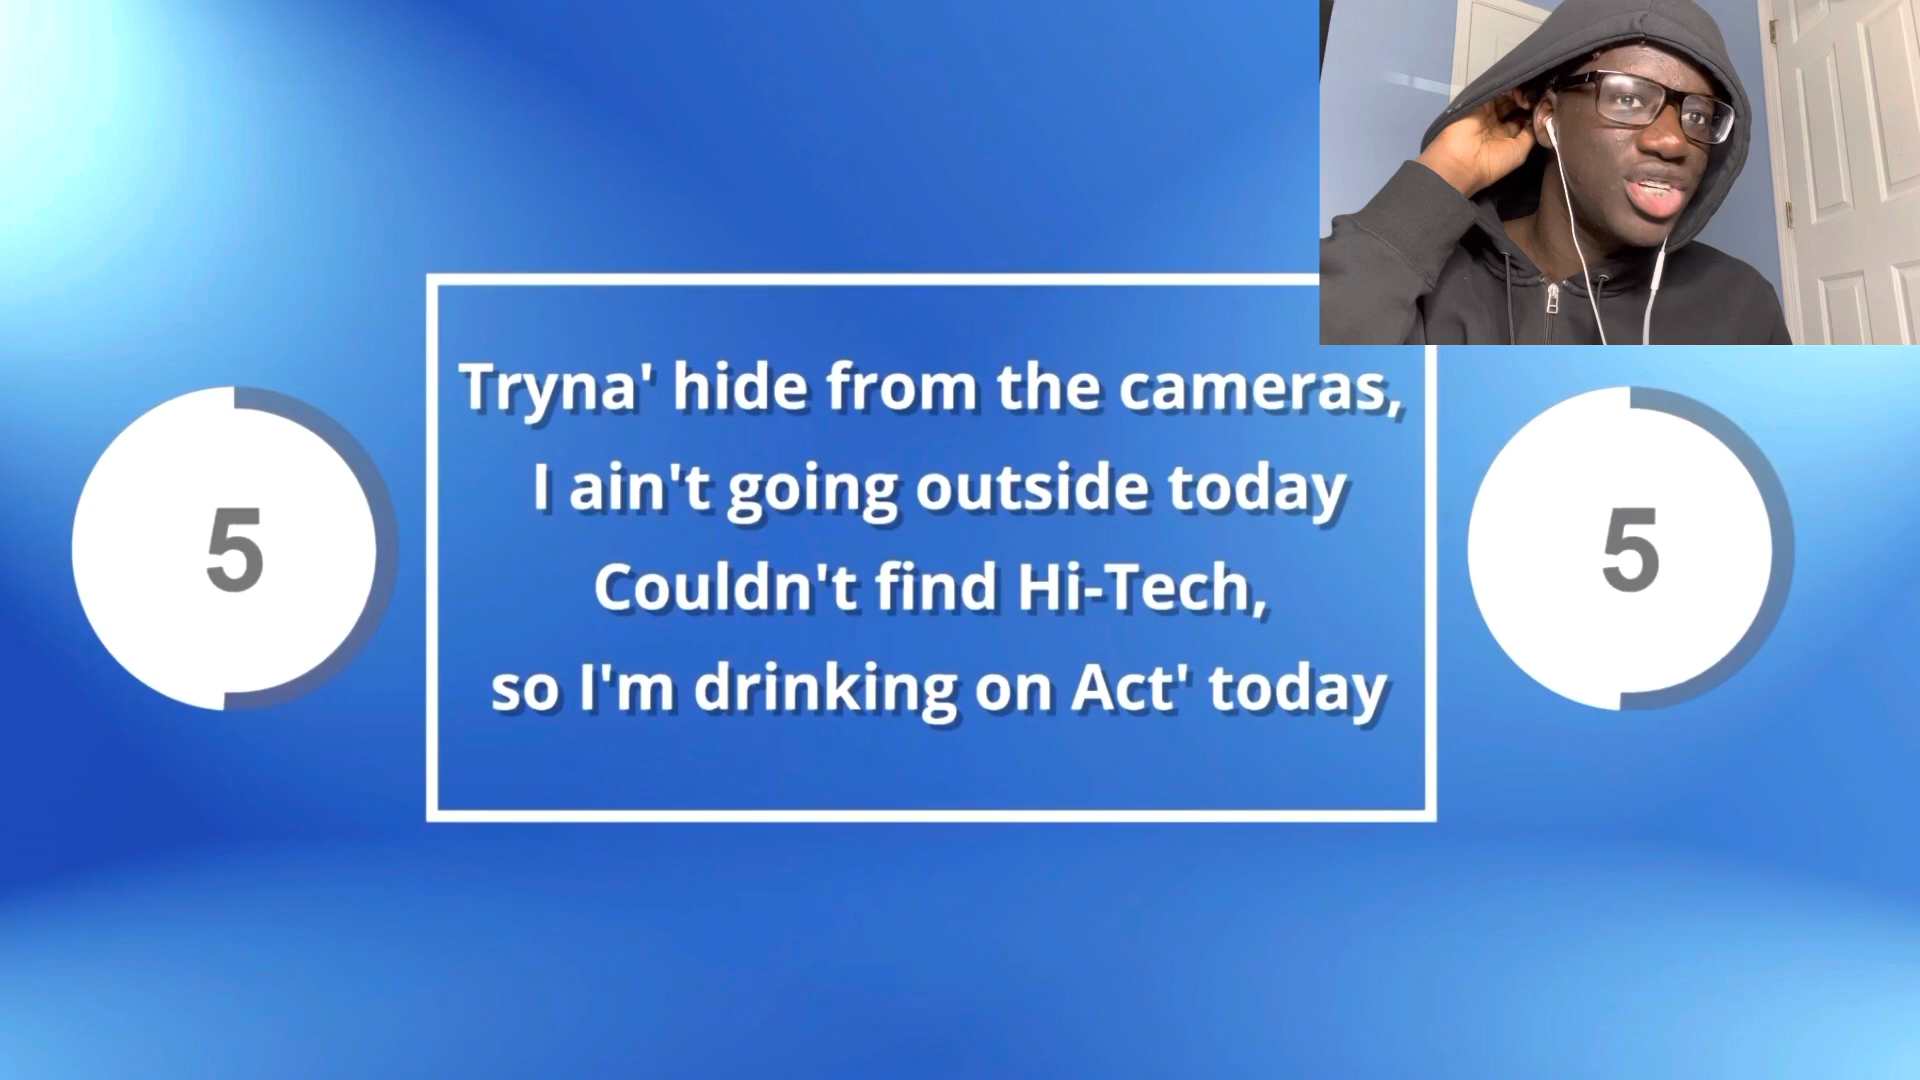 Tryna' hide from the cameras,
I ain't going outside today
Couldn't find Hi-Tech,
so I'm drinking on Act' today
5
5